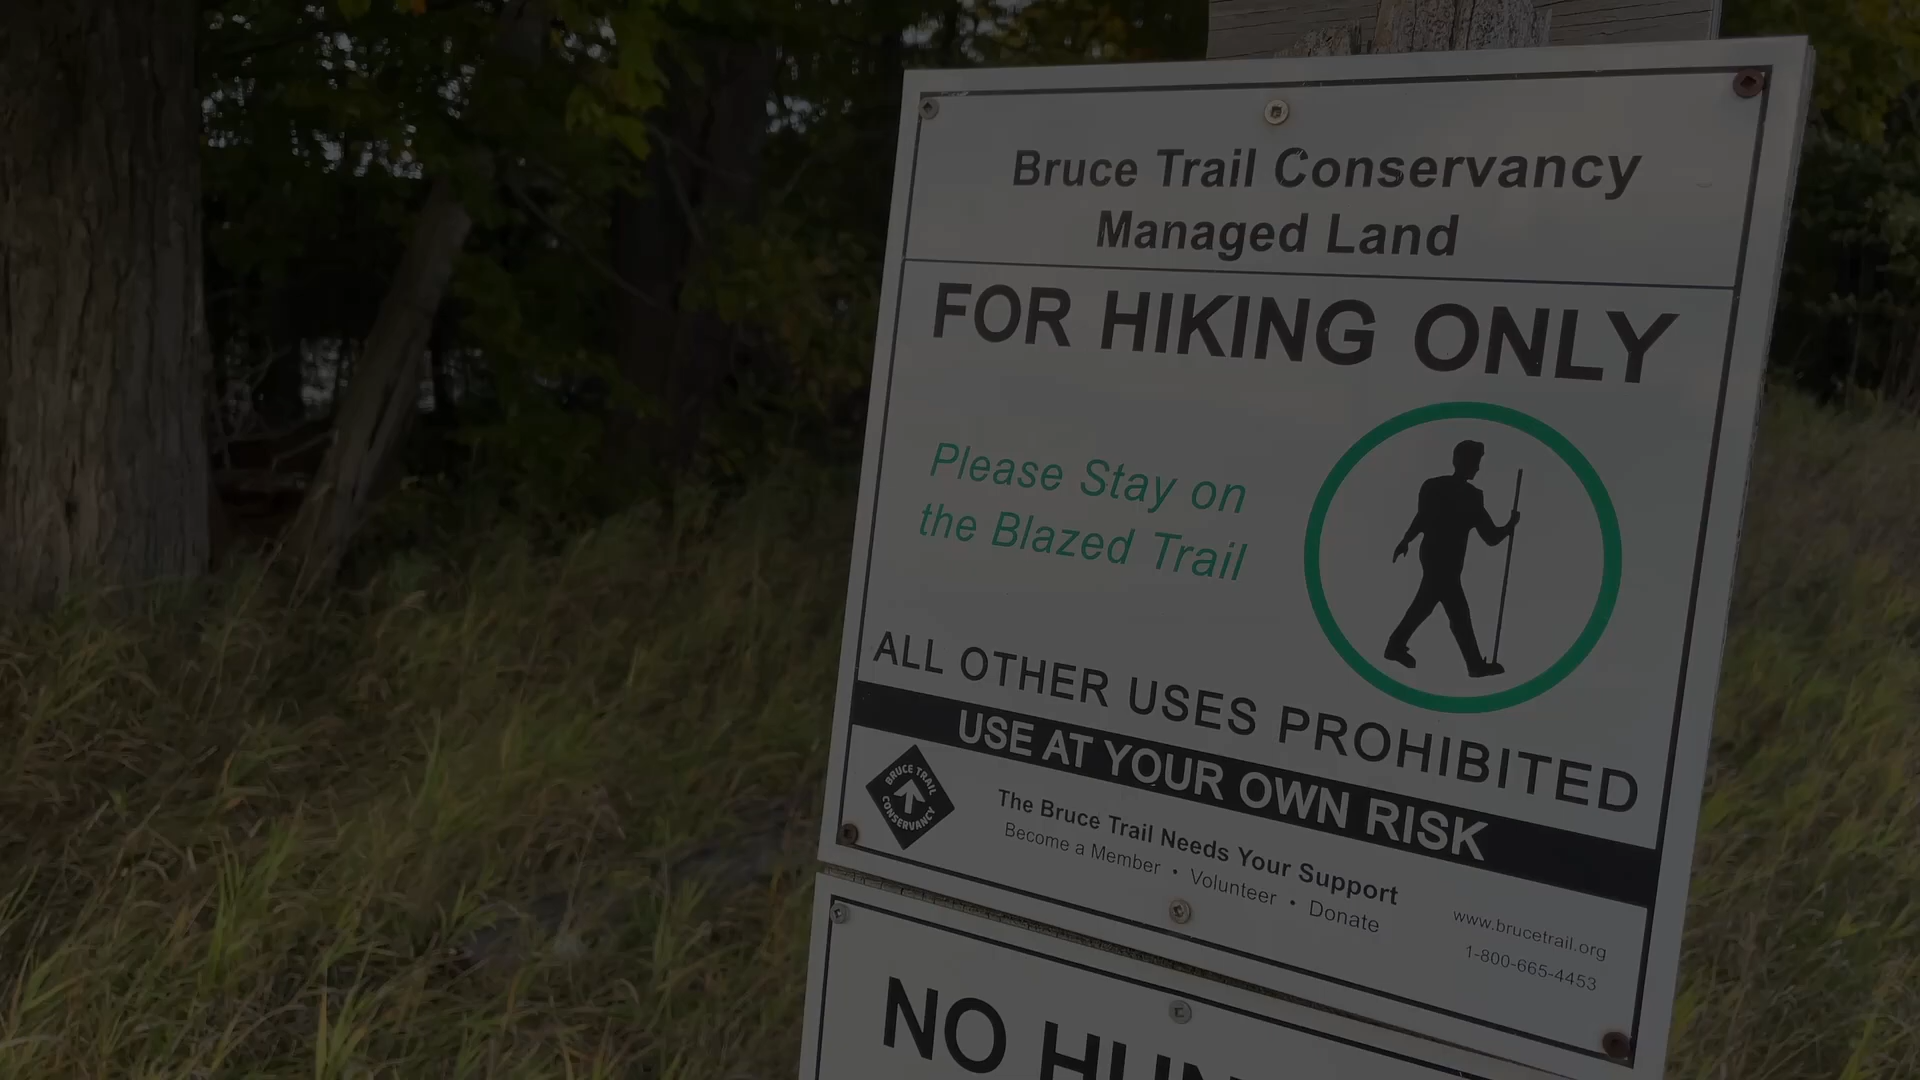 Bruce Trail Conservancy
Managed Land
FOR HIKING ONLY
Please Stay on
the Blazed Trail
ALL OTHER USES PROHIBITED
USE AT YOUR OWN RISK
BRUCE TRAIL
CONSERVANCY
The Bruce Trail Needs Your Support
Become a Member • Volunteer • Donate
www.brucetrail.org
1-800-665-4453
NO HUN